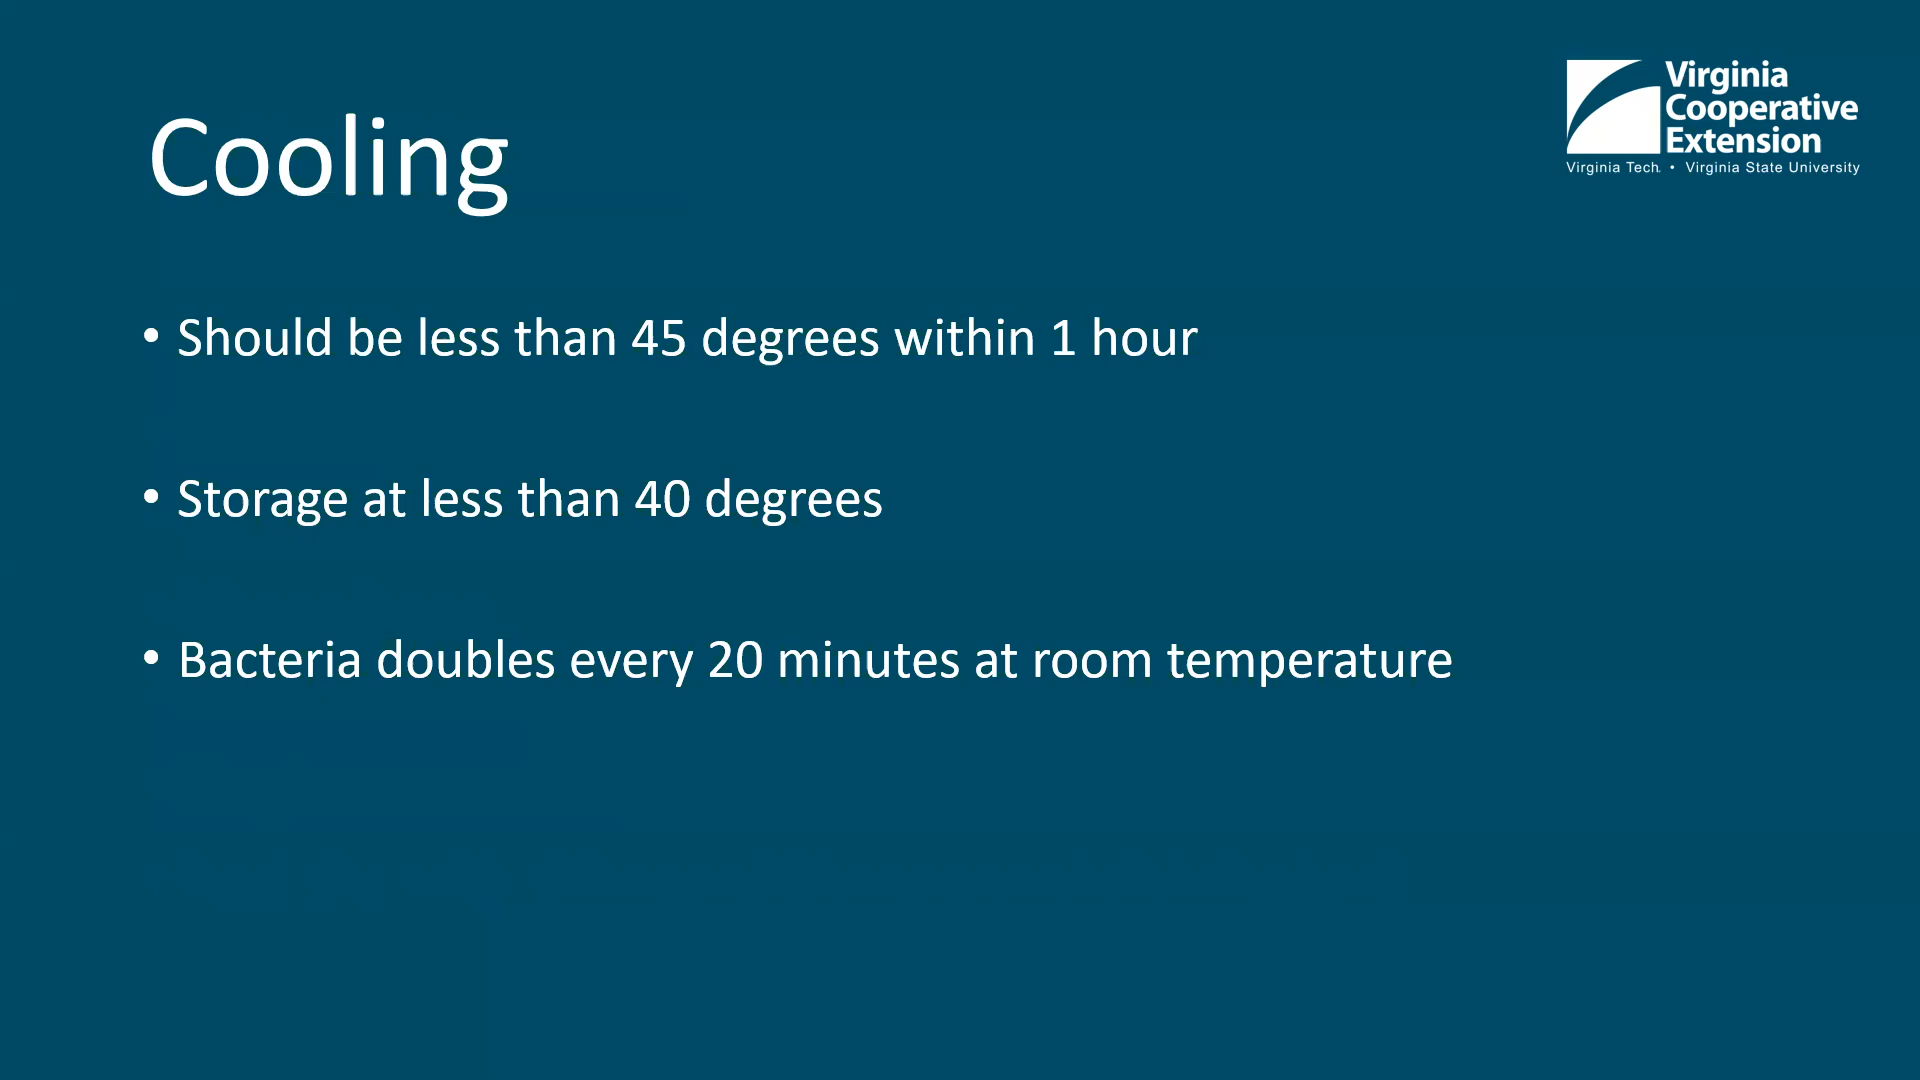 Virginia
Cooperative
Extension
Virginia Tech. • Virginia State University
Cooling
• Should be less than 45 degrees within 1 hour
• Storage at less than 40 degrees
• Bacteria doubles every 20 minutes at room temperature